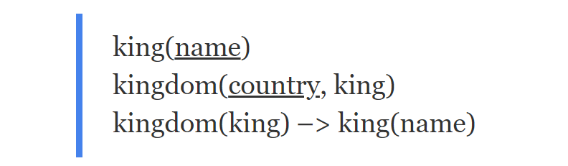 king(name)
kingdom(country, king)
kingdom(king) –> king(name)